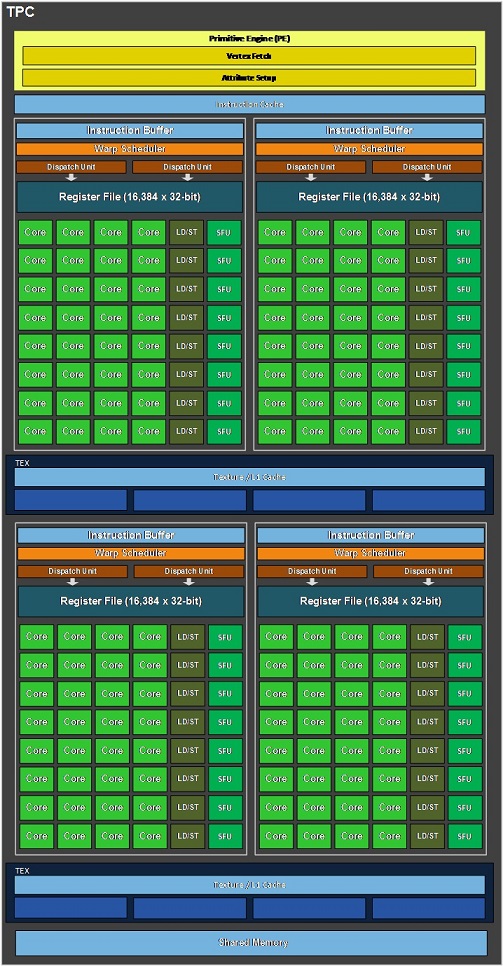 TPC
Primitive Engine (PE)
Vertex Fetch
Attribute Setup
Instruction Cache
Instruction Buffer Instruction Buffer
Warp Scheduler Warp Scheduler
Dispatch Unit Dispatch Unit Dispatch Unit Dispatch Unit
Register File (16,384 x 32-bit) Register File (16,384 x 32-bit)
Core Core Core Core LD/ST SFU Core Core Core Core LD/ST SFU
Core Core Core Core LD/ST SFU Core Core Core Core LD/ST SFU
Core Core Core Core LD/ST SFU Core Core Core Core LD/ST SFU
Core Core Core Core LD/ST SFU Core Core Core Core LD/ST SFU
Core Core Core Core LD/ST SFU Core Core Core Core LD/ST SFU
Core Core Core Core LD/ST SFU Core Core Core Core LD/ST SFU
Core Core Core Core LD/ST SFU Core Core Core Core LD/ST SFU
Core Core Core Core LD/ST SFU Core Core Core Core LD/ST SFU
TEX
Texture / L1 Cache
Instruction Buffer Instruction Buffer
Warp Scheduler Warp Scheduler
Dispatch Unit Dispatch Unit Dispatch Unit Dispatch Unit
Register File (16,384 x 32-bit) Register File (16,384 x 32-bit)
Core Core Core Core LD/ST SFU Core Core Core Core LD/ST SFU
Core Core Core Core LD/ST SFU Core Core Core Core LD/ST SFU
Core Core Core Core LD/ST SFU Core Core Core Core LD/ST SFU
Core Core Core Core LD/ST SFU Core Core Core Core LD/ST SFU
Core Core Core Core LD/ST SFU Core Core Core Core LD/ST SFU
Core Core Core Core LD/ST SFU Core Core Core Core LD/ST SFU
Core Core Core Core LD/ST SFU Core Core Core Core LD/ST SFU
Core Core Core Core LD/ST SFU Core Core Core Core LD/ST SFU
TEX
Texture / L1 Cache
Shared Memory